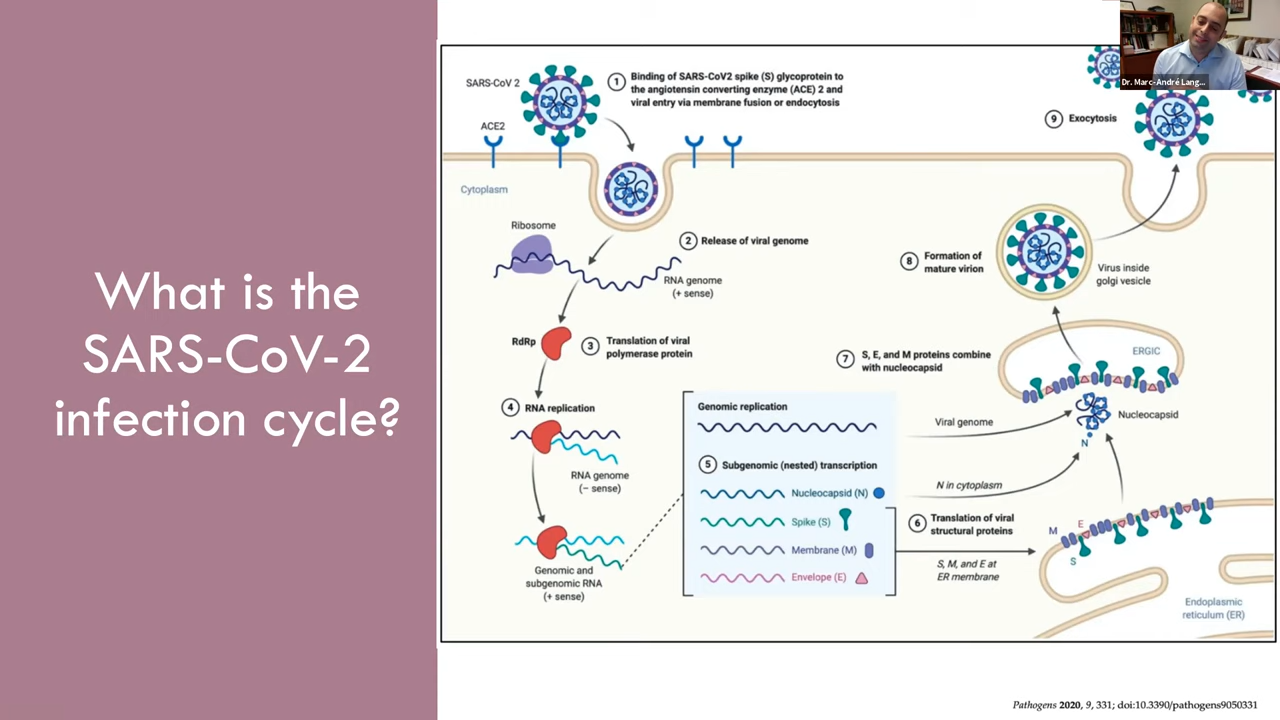 What is the
SARS-CoV-2
infection cycle?
SARS-CoV 2
ACE2
1 Binding of SARS-CoV2 spike (S) glycoprotein to
the angiotensin converting enzyme (ACE) 2 and
viral entry via membrane fusion or endocytosis
Cytoplasm
Ribosome
2 Release of viral genome
RNA genome
(+ sense)
RdRp
3 Translation of viral
polymerase protein
4 RNA replication
RNA genome
(− sense)
Genomic and
subgenomic RNA
(+ sense)
Genomic replication
5 Subgenomic (nested) transcription
Nucleocapsid (N)
Spike (S)
Membrane (M)
Envelope (E)
6 Translation of viral
structural proteins
S, M, and E at
ER membrane
Viral genome
N in cytoplasm
M
E
S
Endoplasmic
reticulum (ER)
7 S, E, and M proteins combine
with nucleocapsid
ERGIC
Nucleocapsid
N
8 Formation of
mature virion
Virus inside
golgi vesicle
9 Exocytosis
Dr. Marc-André Lang...
Pathogens 2020, 9, 331; doi:10.3390/pathogens9050331